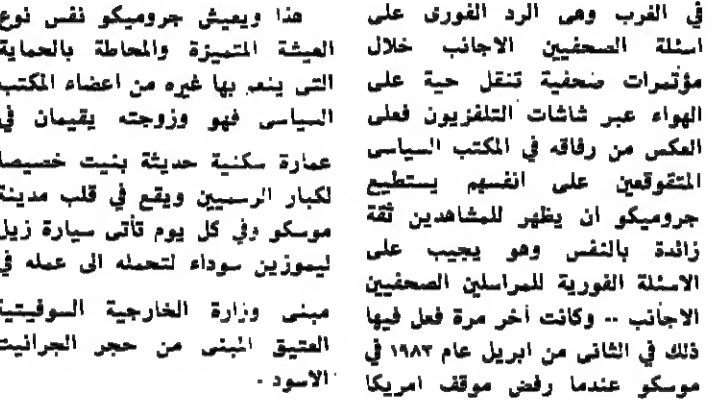 في الغرب وهى الرد الفورى على
اسئلة الصحفيين الاجانب خلال
مؤتمرات صحفية تنقل حية على
الهواء عبر شاشات التلفزيون فعلى
العكس من رفاقه في المكتب السياسى
المتقوقعين على انفسهم يستطيع
جروميكو ان يظهر للمشاهدين ثقة
زائدة بالنفس وهو يجيب على
الاسئلة الفورية للمراسلين الصحفيين
الاجانب .. وكانت آخر مرة فعل فيها
ذلك في الثانى من ابريل عام ١٩٨٣ في
موسكو عندما رفض موقف امريكا
هذا ويعيش جروميكو نفس نوع
العيشة المتميزة والمحاطة بالحماية
التى ينعم بها غيره من اعضاء المكتب
السياسى فهو وزوجته يقيمان في
عمارة سكنية حديثة بنيت خصيصا
لكبار الرسميين ويقع في قلب مدينة
موسكو وفي كل يوم تأتى سيارة زيل
ليموزين سوداء لتحمله الى عمله في
مبنى وزارة الخارجية السوفيتية
العتيق المبنى من حجر الجرانيت
الاسود .